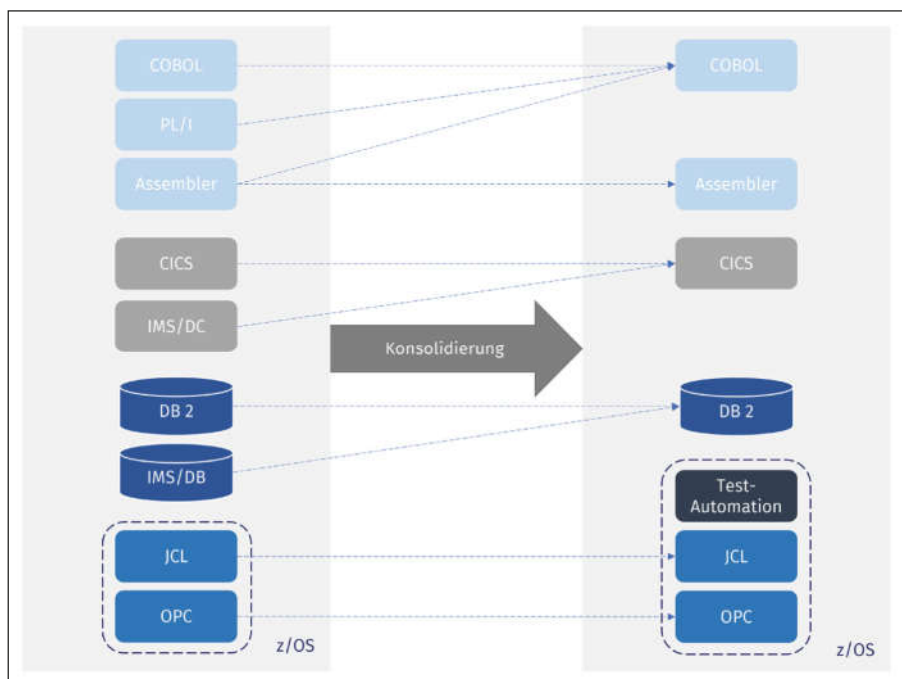 COBOL
PL/I
Assembler
CICS
IMS/DC
DB 2
IMS/DB
JCL
OPC
z/OS
Konsolidierung
COBOL
Assembler
CICS
DB 2
Test-
Automation
JCL
OPC
z/OS